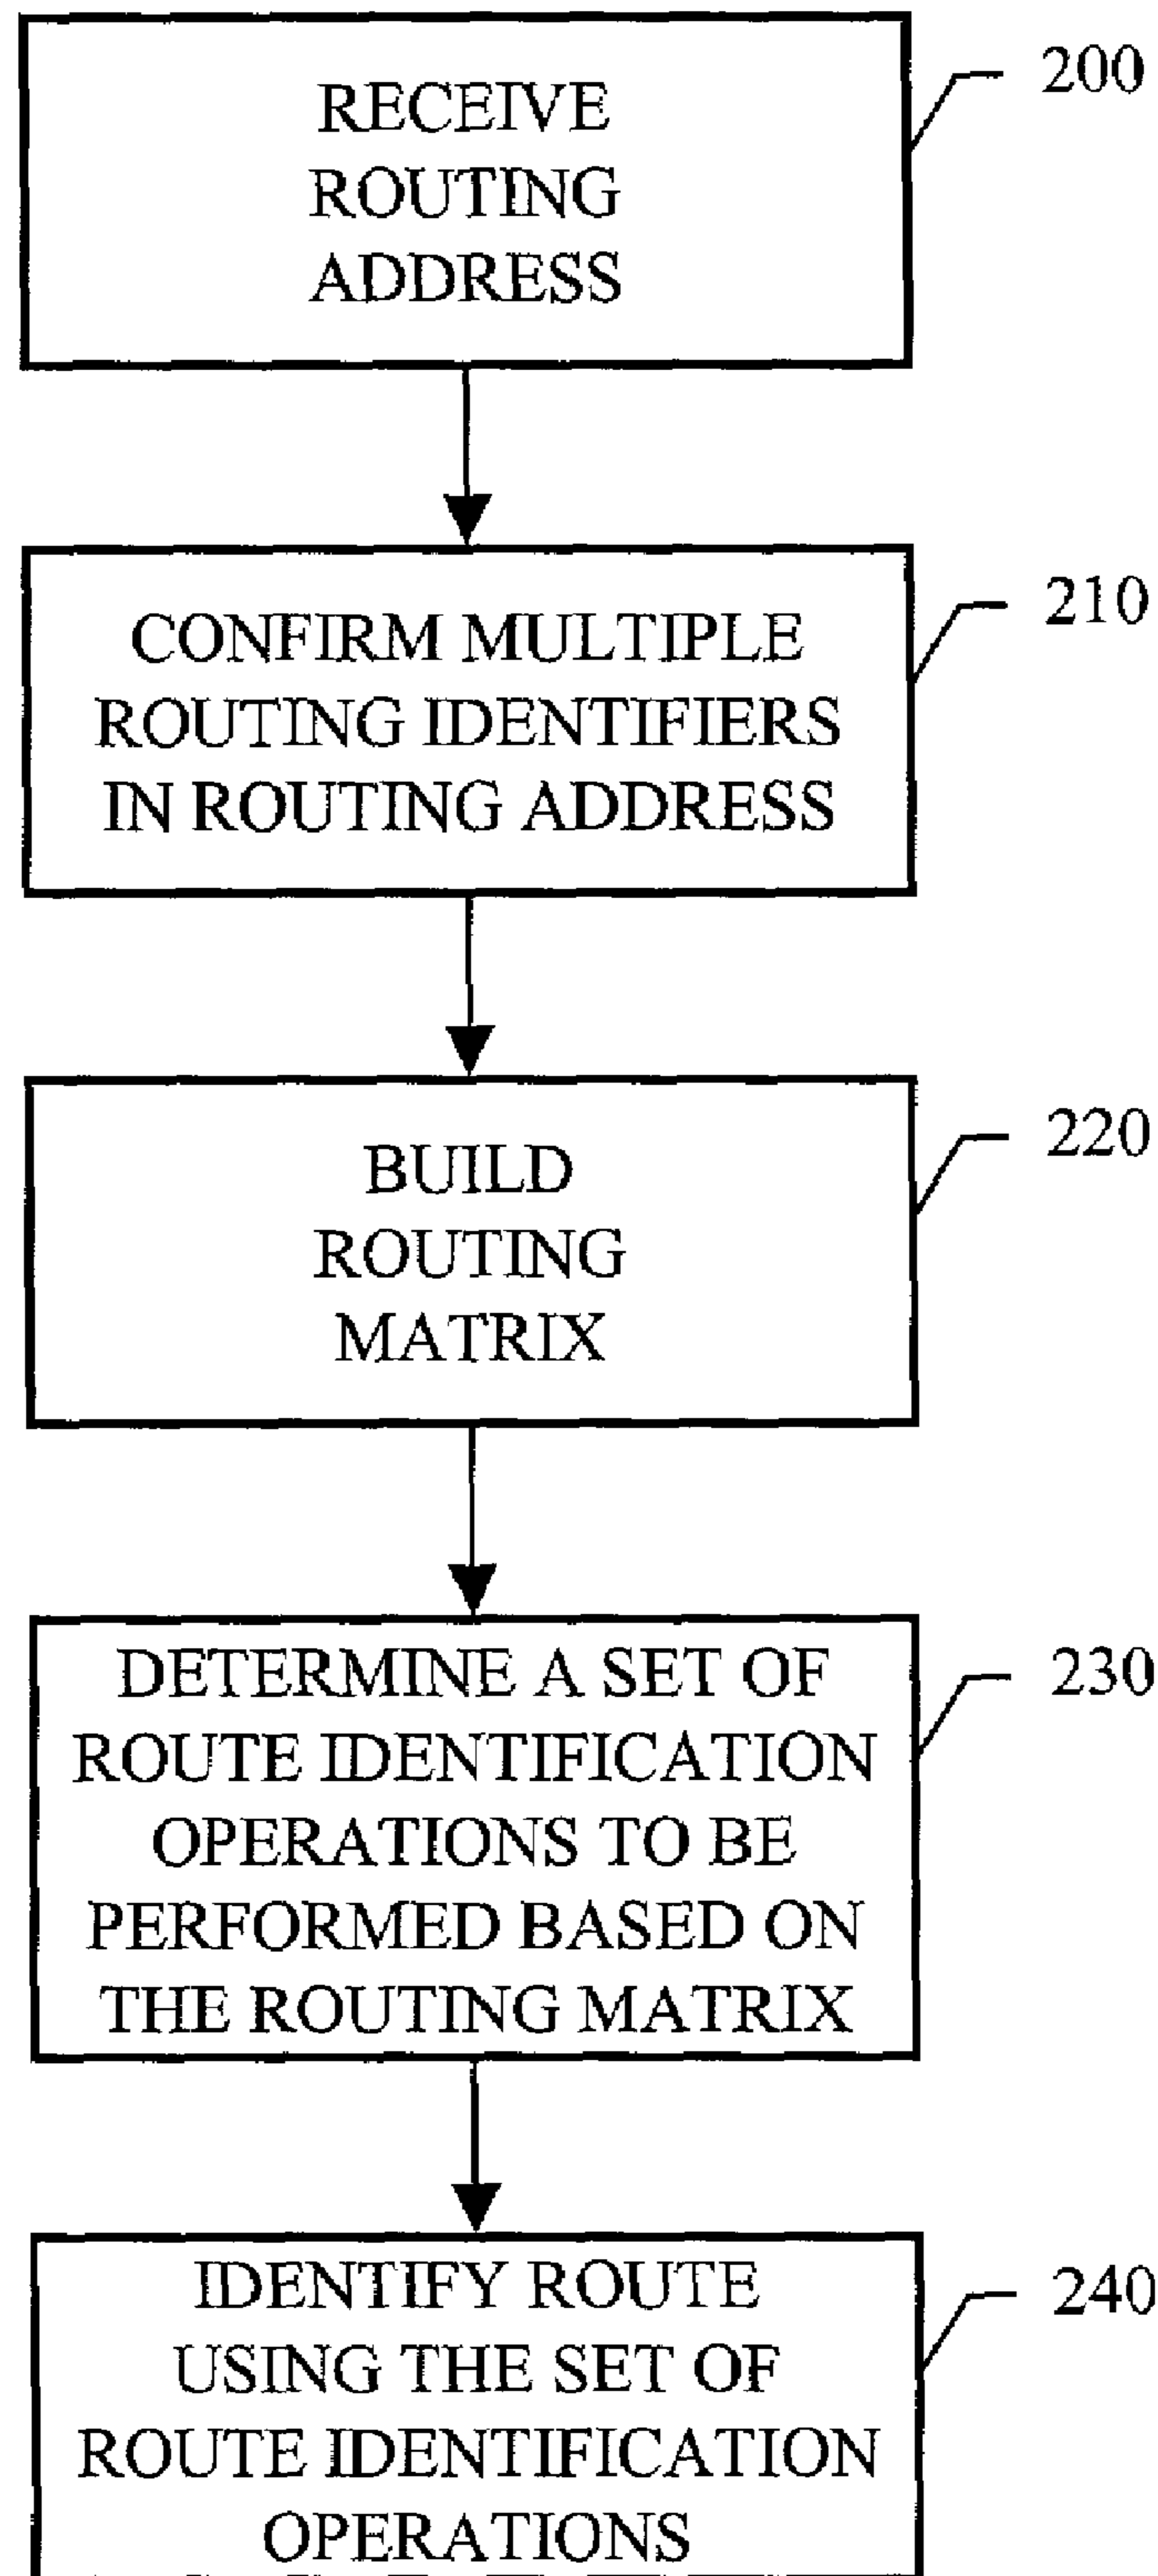 RECEIVE
ROUTING
ADDRESS
200
CONFIRM MULTIPLE
ROUTING IDENTIFIERS
IN ROUTING ADDRESS
210
BUILD
ROUTING
MATRIX
220
DETERMINE A SET OF
ROUTE IDENTIFICATION
OPERATIONS TO BE
PERFORMED BASED ON
THE ROUTING MATRIX
230
IDENTIFY ROUTE
USING THE SET OF
ROUTE IDENTIFICATION
OPERATIONS
240